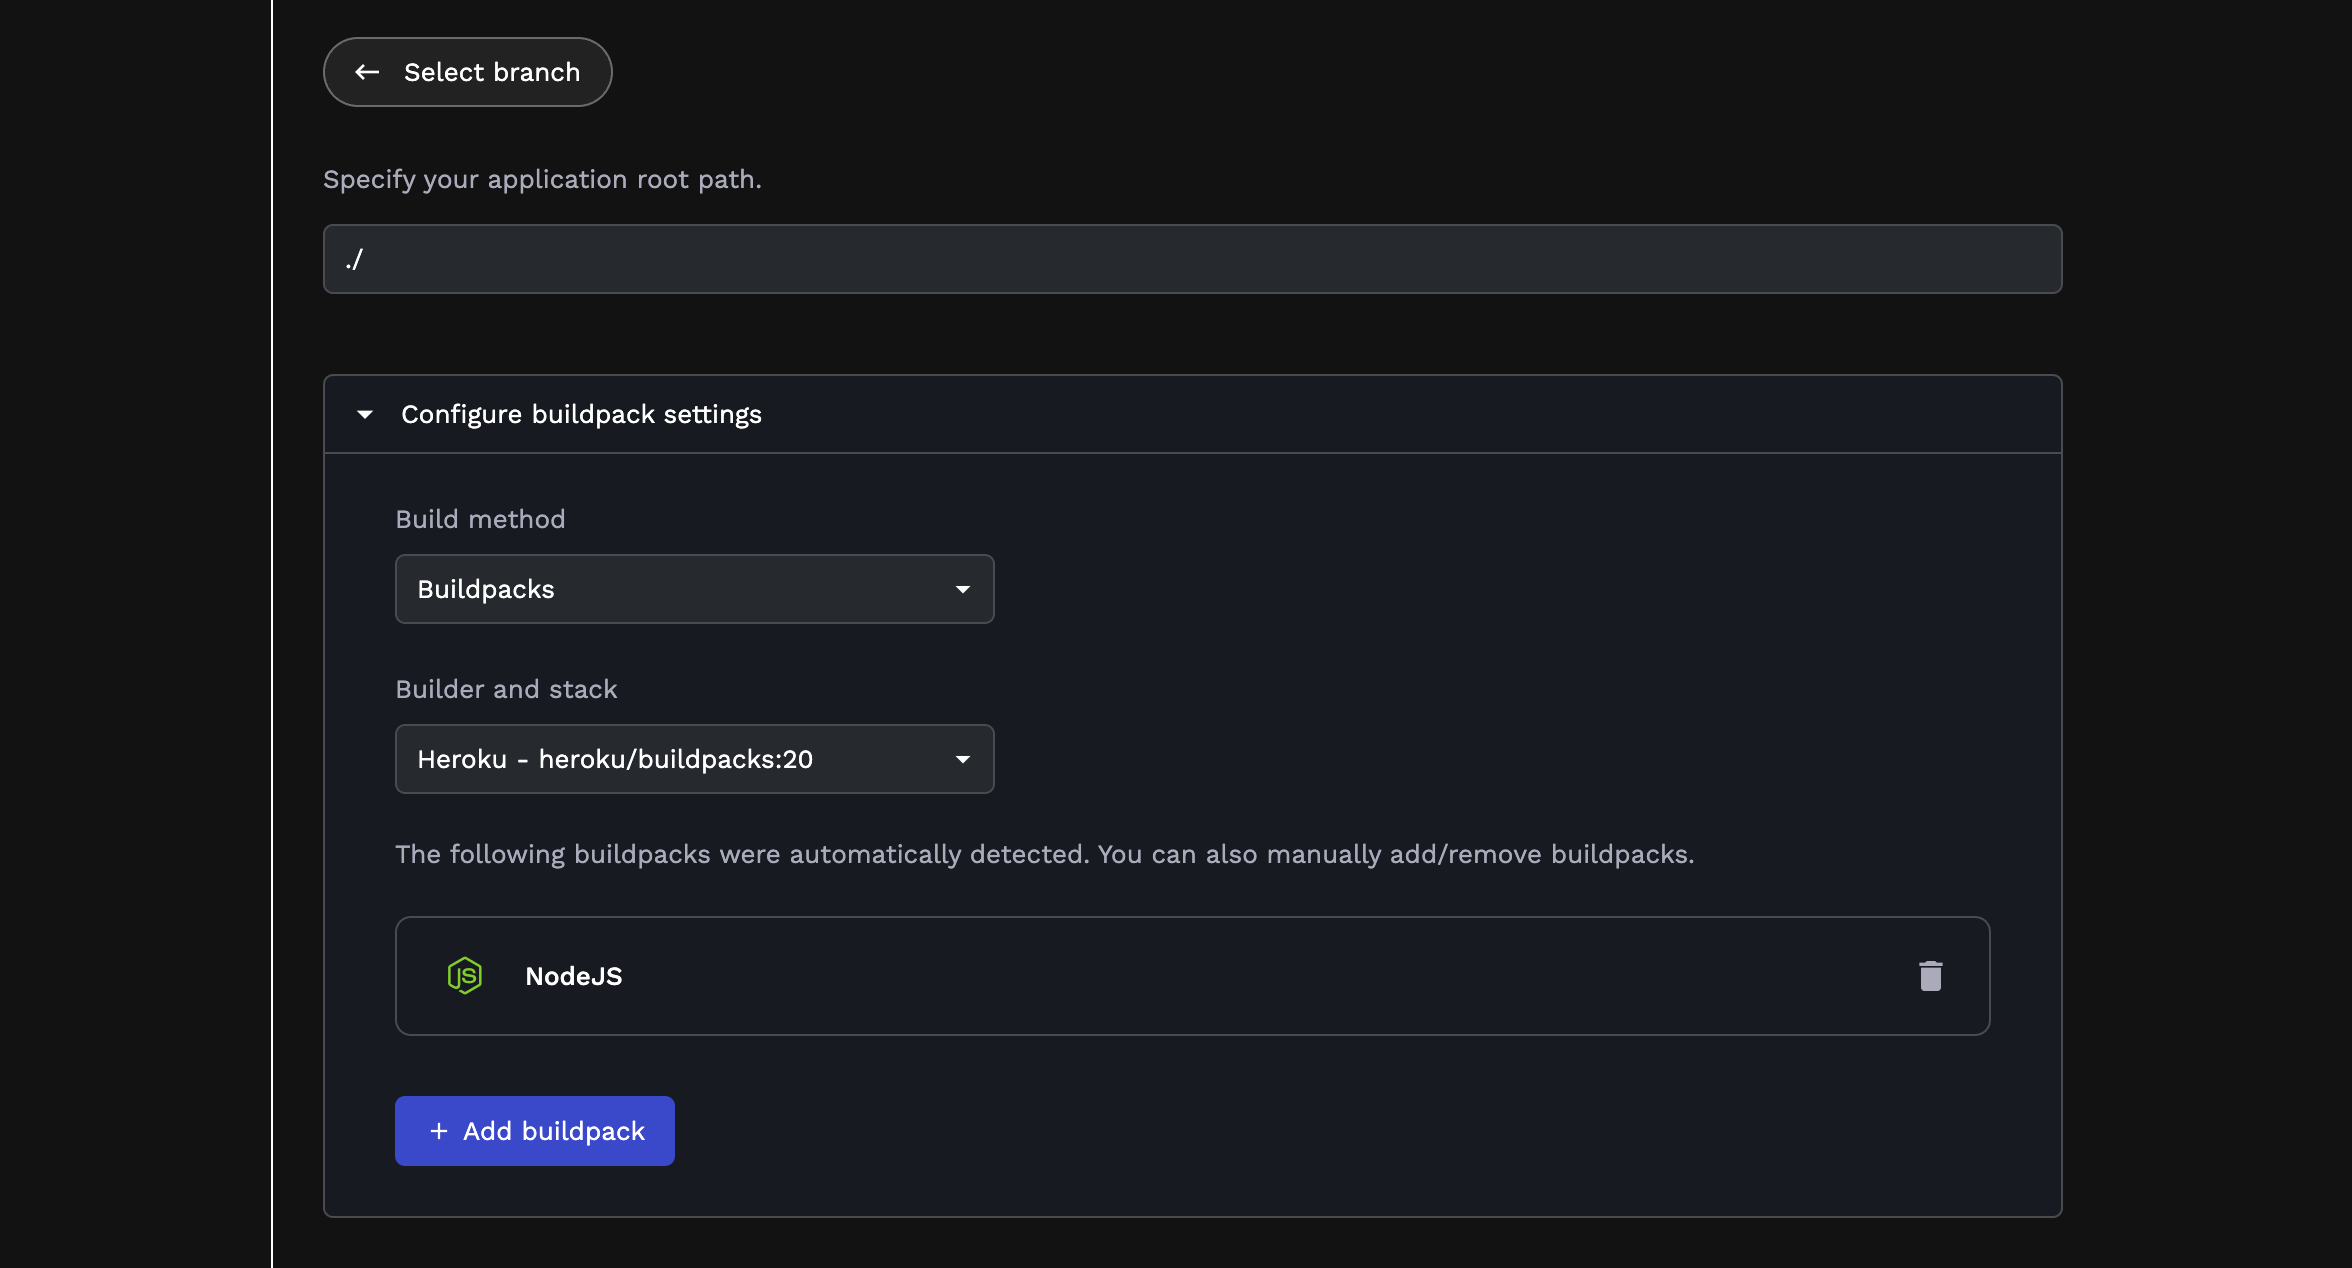 ← Select branch
Specify your application root path.
./
Configure buildpack settings
Build method
Buildpacks
Builder and stack
Heroku - heroku/buildpacks:20
The following buildpacks were automatically detected. You can also manually add/remove buildpacks.
JS NodeJS
+ Add buildpack